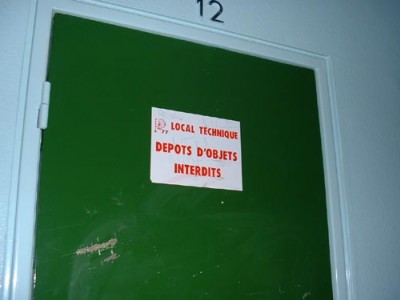 12
LOCAL TECHNIQUE
DEPOTS D'OBJETS
INTERDITS